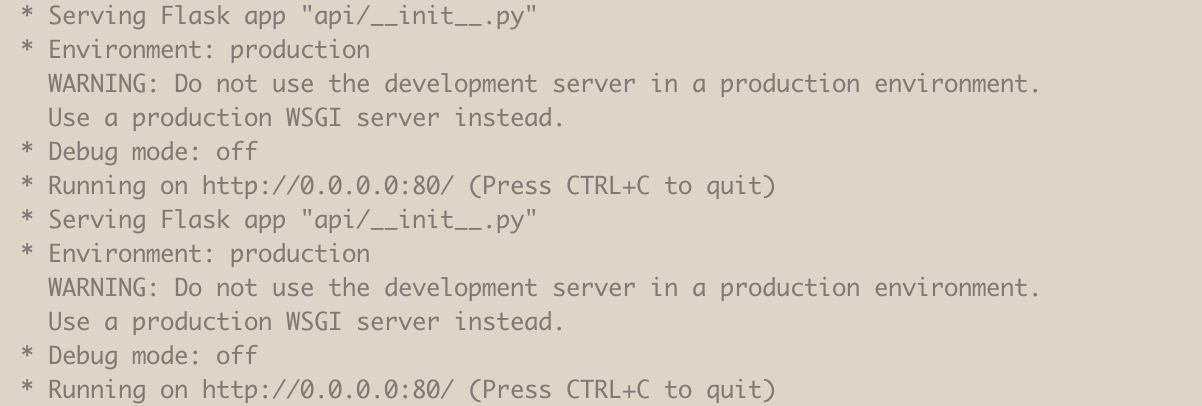 * Serving Flask app "api/__init__.py"
* Environment: production
WARNING: Do not use the development server in a production environment.
Use a production WSGI server instead.
* Debug mode: off
* Running on http://0.0.0.0:80/ (Press CTRL+C to quit)
* Serving Flask app "api/__init__.py"
* Environment: production
WARNING: Do not use the development server in a production environment.
Use a production WSGI server instead.
* Debug mode: off
* Running on http://0.0.0.0:80/ (Press CTRL+C to quit)